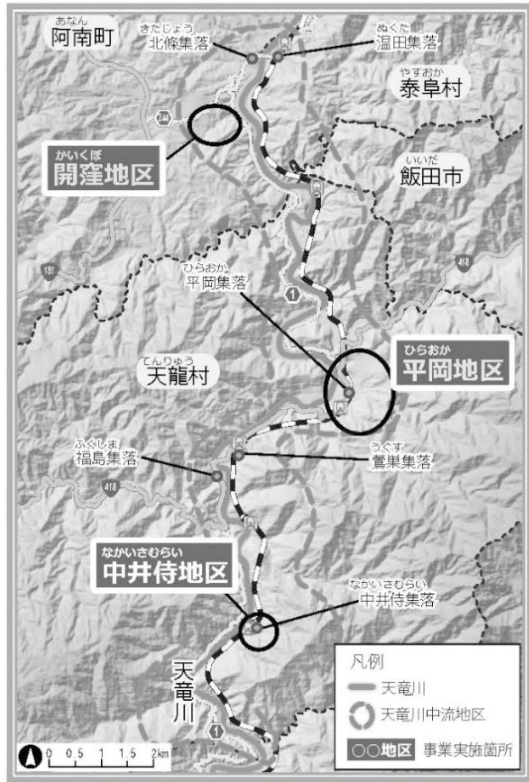 あなん
阿南町
きたじょう
北條集落
ぬくた
温田集落
やすおか
泰阜村
かいくぼ
開窪地区
いいだ
飯田市
ひらおか
平岡集落
1
418
ひらおか
平岡地区
てんりゅう
天龍村
ふくしま
福島集落
418
うぐす
鶯巣集落
なかいさむらい
中井侍地区
なかいさむらい
中井侍集落
天竜川
1
凡例
天竜川
天竜川中流地区
○○地区 事業実施箇所
0 0.5 1 1.5 2km